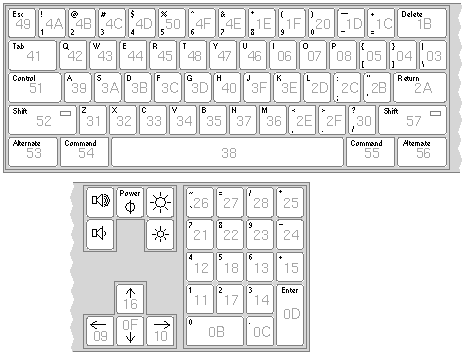 Esc 49 ! 1 4A @ 2 4B # 3 4C $ 4 4D % 5 50 ^ 6 4F & 7 4E * 8 1E ( 9 1F ) 0 20 _ - 1D + = 1C Delete 1B
Tab 41 Q 42 W 43 E 44 R 45 T 48 Y 47 U 46 I 06 O 07 P 08 { [ 05 } ] 04 | \ 03
Control 51 A 39 S 3A D 3B F 3C G 3D H 40 J 3F K 3E L 2D : ; 2C " ' 2B Return 2A
Shift 52 Z 31 X 32 C 33 V 34 B 35 N 37 M 36 < , 2E > . 2F ? / 30 Shift 57
Alternate 53 Command 54 38 Command 55 Alternate 56
Power ~ ` 26 = 27 / 28 * 25
7 21 8 22 9 23 - 24
4 12 5 18 6 13 + 15
↑ 16 1 11 2 17 3 14 Enter 0D
← 09 0F ↓ → 10 0 0B . 0C